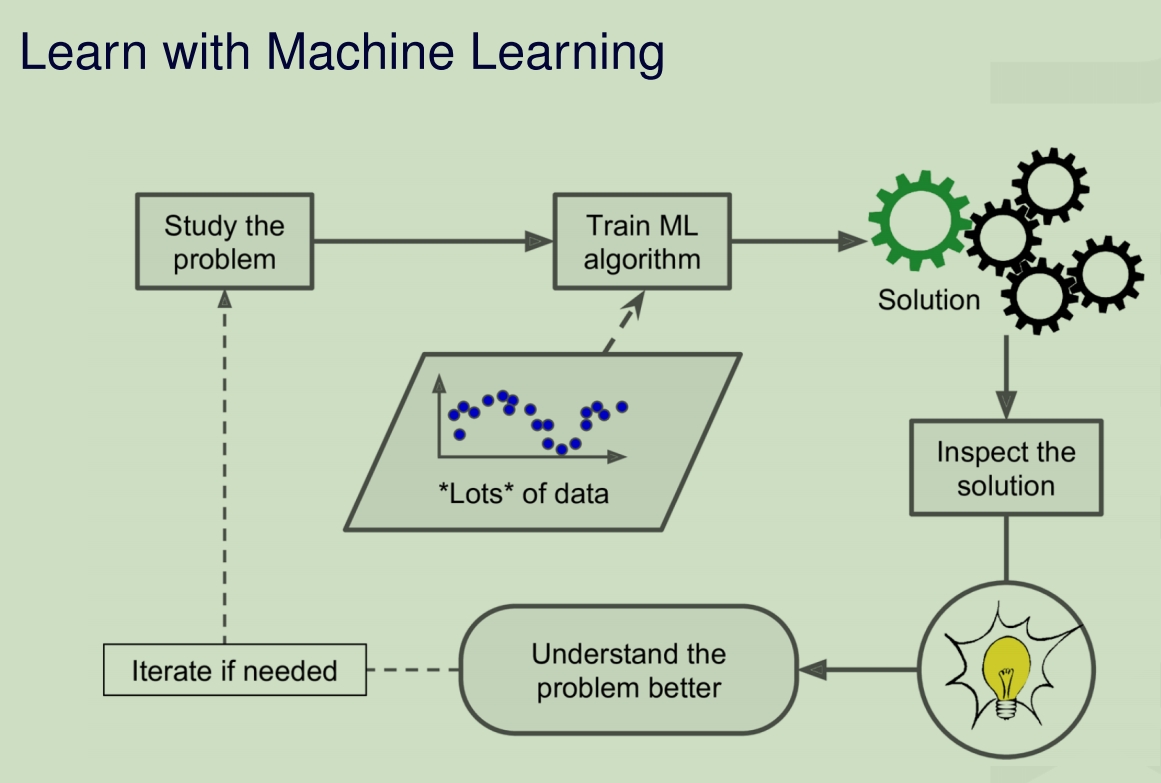 Learn with Machine Learning
Study the
problem
Train ML
algorithm
Solution
*Lots* of data
Inspect the
solution
Understand the
problem better
Iterate if needed